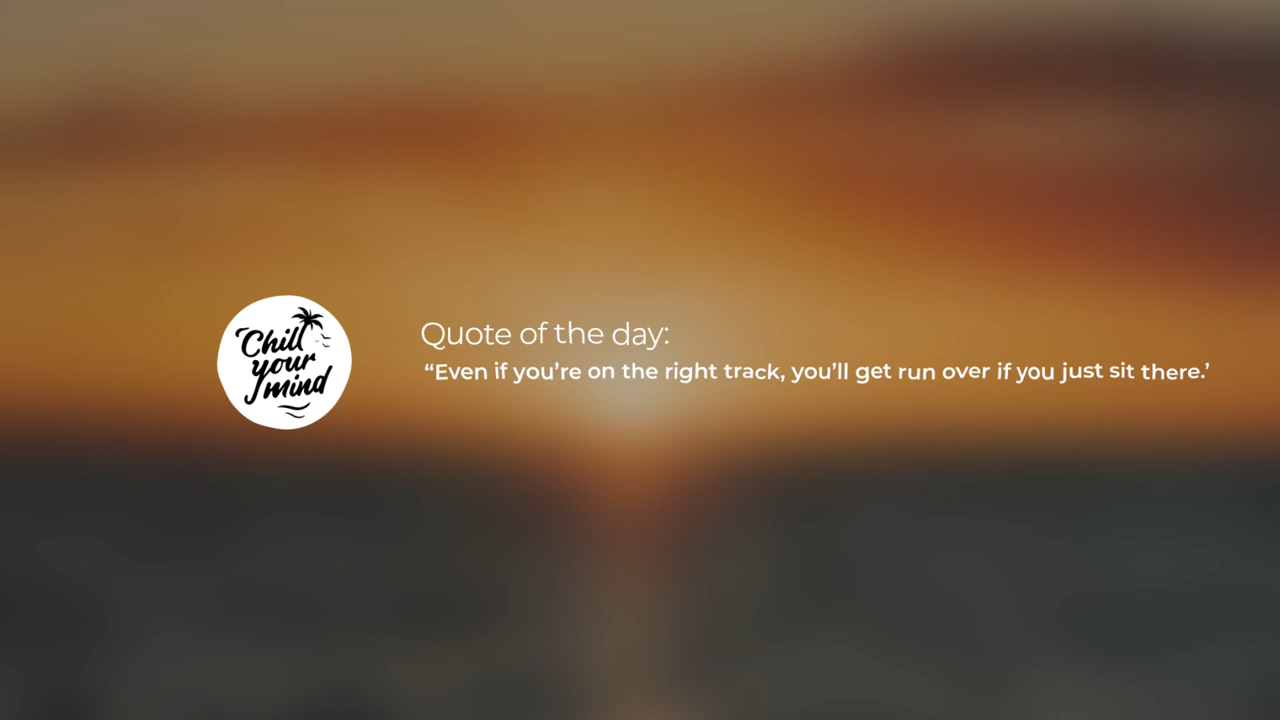 Chill
your
mind
Quote of the day:
“Even if you’re on the right track, you’ll get run over if you just sit there.’